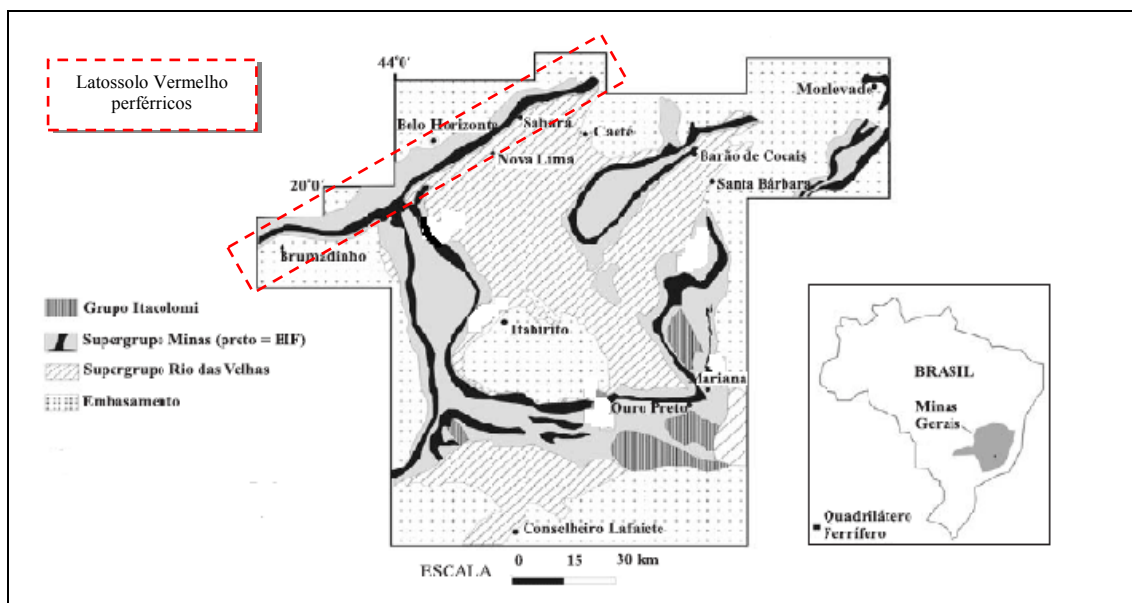 Latossolo Vermelho
perférricos
44°0'
Morlevade
Belo Horizonte
Sabará
Caeté
Nova Lima
Barão de Cocais
20°0'
Santa Bárbara
Brumadinho
Grupo Itacolomi
Itabirito
Supergrupo Minas (preto = BIF)
Supergrupo Rio das Velhas
BRASIL
Mariana
Embasamento
Ouro Preto
Minas
Gerais
Quadrilátero
Ferrífero
Conselheiro Lafaiete
ESCALA
0 15 30 km